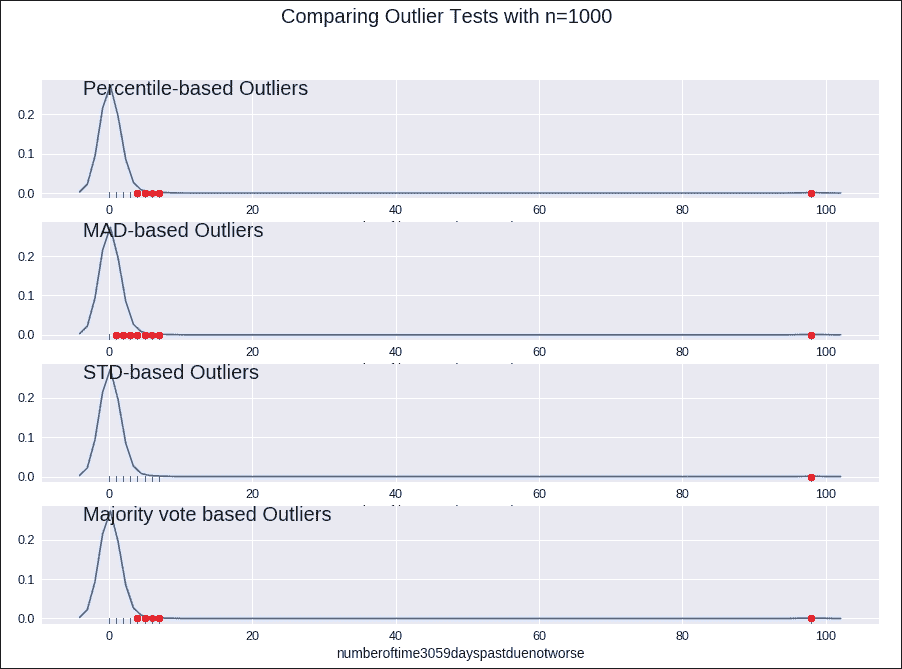 Comparing Outlier Tests with n=1000
Percentile-based Outliers
0.2
0.1
0.0
0 20 40 60 80 100
MAD-based Outliers
0.2
0.1
0.0
0 20 40 60 80 100
STD-based Outliers
0.2
0.1
0.0
0 20 40 60 80 100
Majority vote based Outliers
0.2
0.1
0.0
0 20 40 60 80 100
numberoftime3059dayspastduenotworse